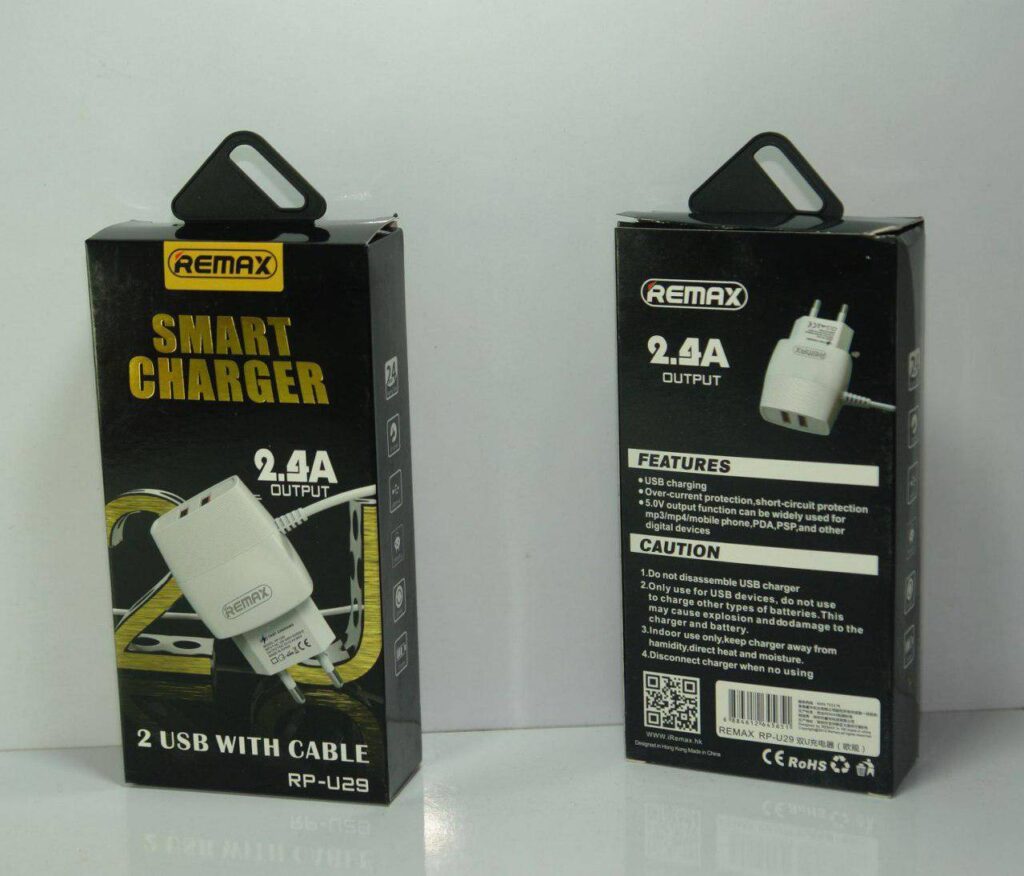 REMAX
SMART
CHARGER
2.4A
OUTPUT
REMAX
2 USB WITH CABLE
RP-U29
2.4
REMAX
2.4A
OUTPUT
REMAX
FEATURES
•USB charging
•Over-current protection,short-circuit protection
•5.0V output function can be widely used for
mp3/mp4/mobile phone,PDA,PSP,and other
digital devices
CAUTION
1.Do not disassemble USB charger
2.Only use for USB devices, do not use
to charge other types of batteries.This
may cause explosion and dodamade to the
charger and battery.
3.Indoor use only,keep charger away from
hamidity,direct heat and moisture.
4.Disconnect charger when no using
www.iRemax.hk
Designed in Hong Kong Made in China
REMAX RP-U29 双U充电器（欧规）
CE RoHS